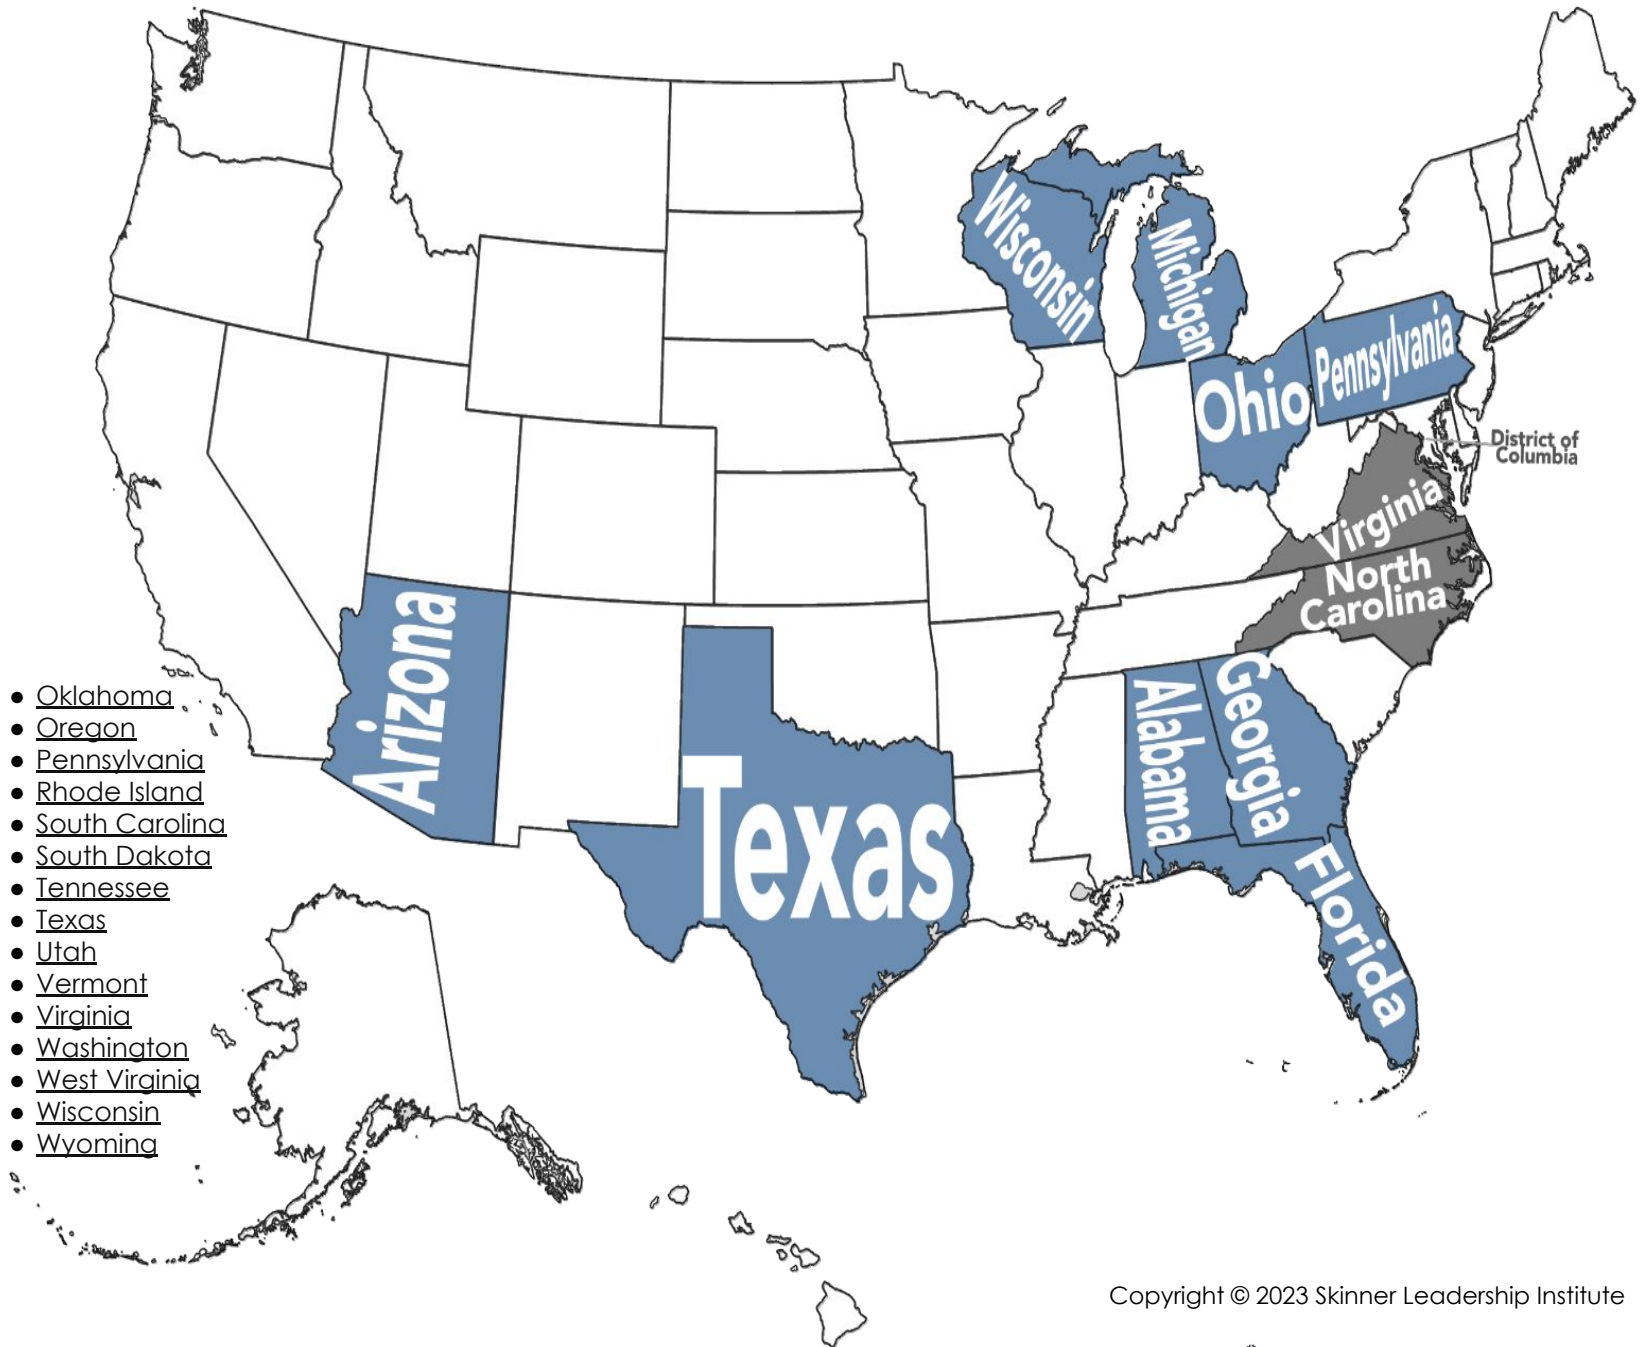 Wisconsin
Michigan
Pennsylvania
Ohio
District of
Columbia
Virginia
North
Carolina
Arizona
Texas
Alabama
Georgia
Florida
● Oklahoma
● Oregon
● Pennsylvania
● Rhode Island
● South Carolina
● South Dakota
● Tennessee
● Texas
● Utah
● Vermont
● Virginia
● Washington
● West Virginia
● Wisconsin
● Wyoming
Copyright © 2023 Skinner Leadership Institute